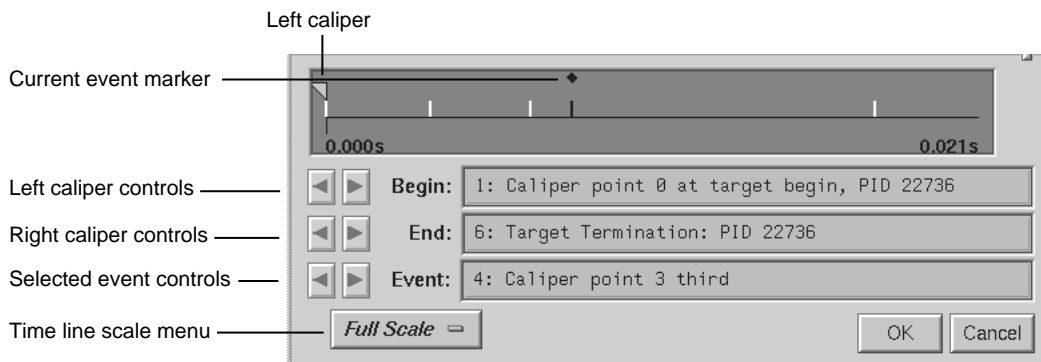 Left caliper
Current event marker
0.000s 0.021s
Left caliper controls Begin: 1: Caliper point 0 at target begin, PID 22736
Right caliper controls End: 6: Target Termination: PID 22736
Selected event controls Event: 4: Caliper point 3 third
Time line scale menu Full Scale OK Cancel